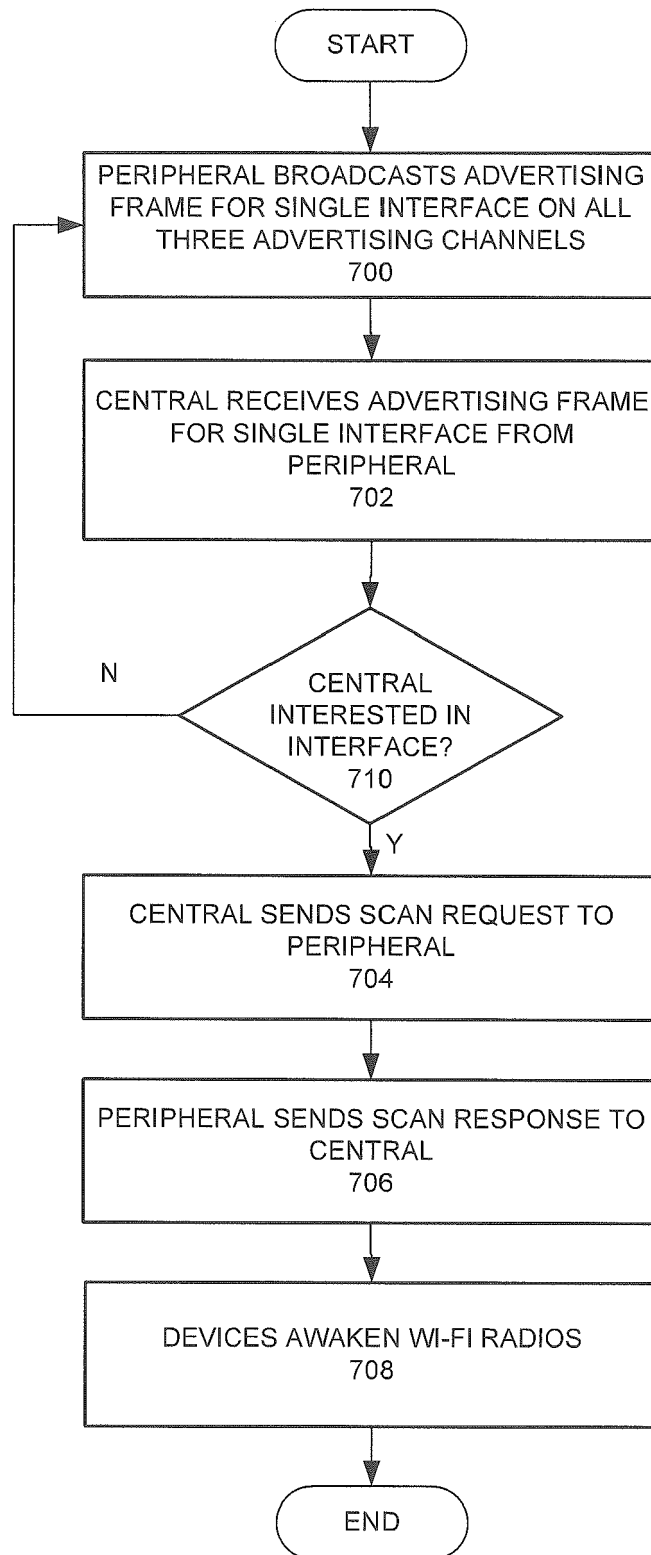 START
PERIPHERAL BROADCASTS ADVERTISING
FRAME FOR SINGLE INTERFACE ON ALL
THREE ADVERTISING CHANNELS
700
CENTRAL RECEIVES ADVERTISING FRAME
FOR SINGLE INTERFACE FROM
PERIPHERAL
702
N
CENTRAL
INTERESTED IN
INTERFACE?
710
Y
CENTRAL SENDS SCAN REQUEST TO
PERIPHERAL
704
PERIPHERAL SENDS SCAN RESPONSE TO
CENTRAL
706
DEVICES AWAKEN WI-FI RADIOS
708
END